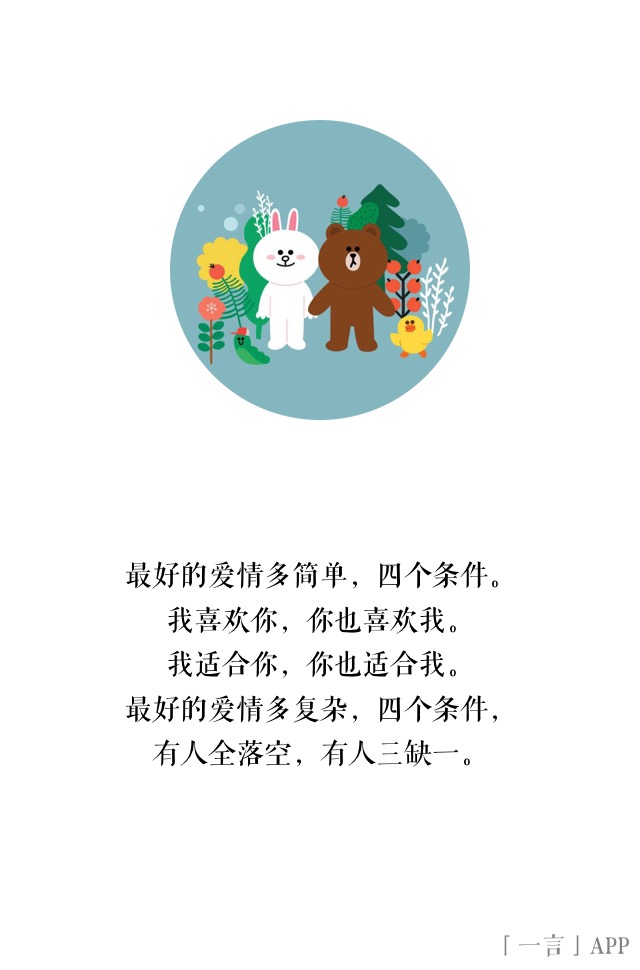 最好的爱情多简单，四个条件。
我喜欢你，你也喜欢我。
我适合你，你也适合我。
最好的爱情多复杂，四个条件，
有人全落空，有人三缺一。
「一言」APP